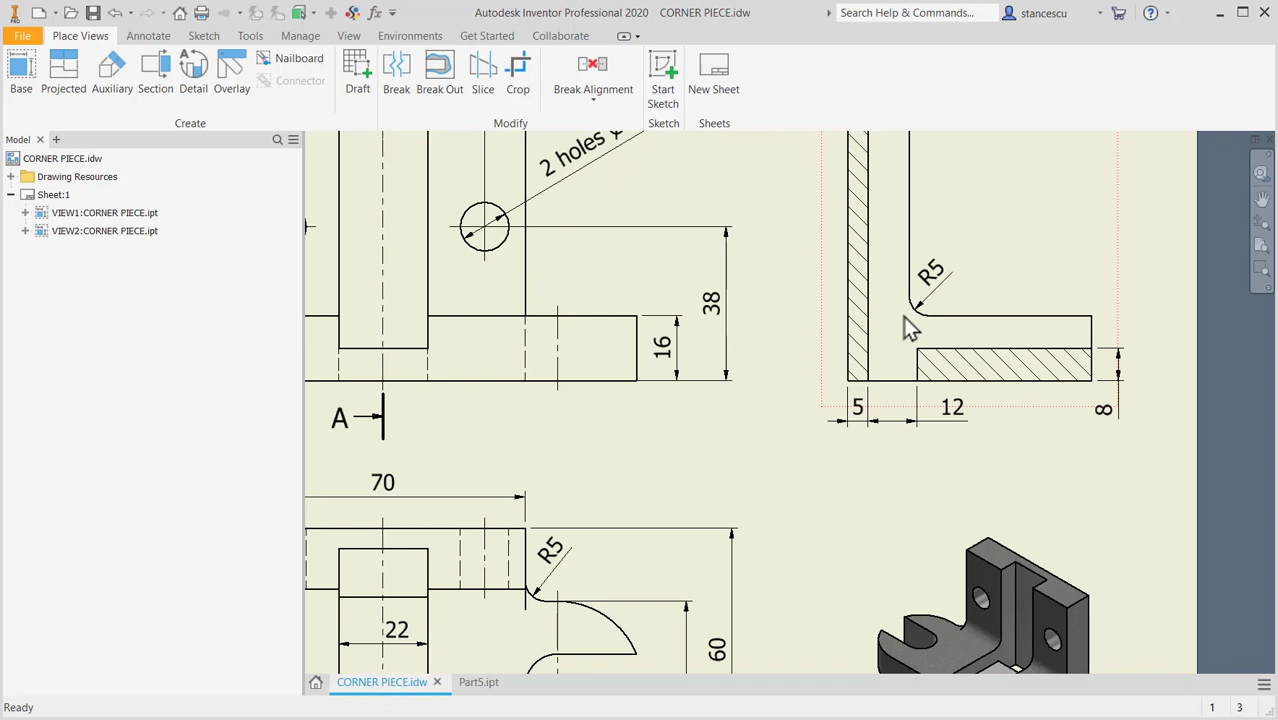 PRO
Autodesk Inventor Professional 2020 CORNER PIECE.idw
Search Help & Commands...
stancescu
File
Place Views
Annotate
Sketch
Tools
Manage
View
Environments
Get Started
Collaborate
Base
Projected
Auxiliary
Section
Detail
Overlay
Nailboard
Connector
Draft
Break
Break Out
Slice
Crop
Break Alignment
Start
Sketch
New Sheet
Create
Modify
Sketch
Sheets
Model
CORNER PIECE.idw
Drawing Resources
Sheet:1
VIEW1:CORNER PIECE.ipt
VIEW2:CORNER PIECE.ipt
2 holes
38
16
A
R5
5
12
8
70
R5
22
60
CORNER PIECE.idw
Part5.ipt
Ready
1 3